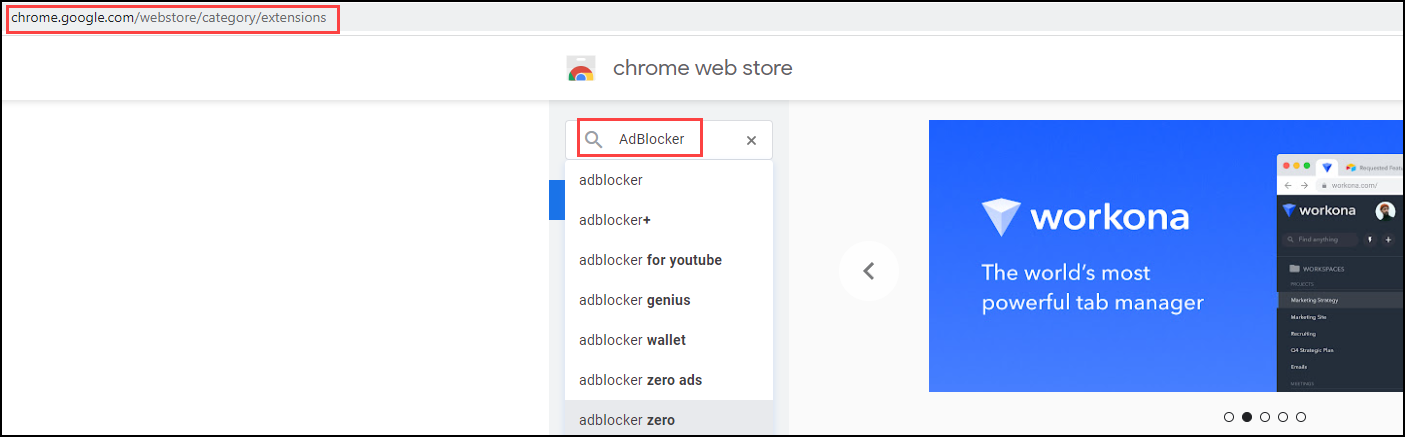 chrome.google.com/webstore/category/extensions
chrome web store
AdBlocker
adblocker
adblocker+
adblocker for youtube
adblocker genius
adblocker wallet
adblocker zero ads
adblocker zero
workona
The world's most
powerful tab manager
Requested Featu
workona.com/
workona
Find anything
WORKSPACES
PROJECTS
Marketing Strategy
Marketing Site
Recruiting
Q4 Strategic Plan
Emails
MEETINGS